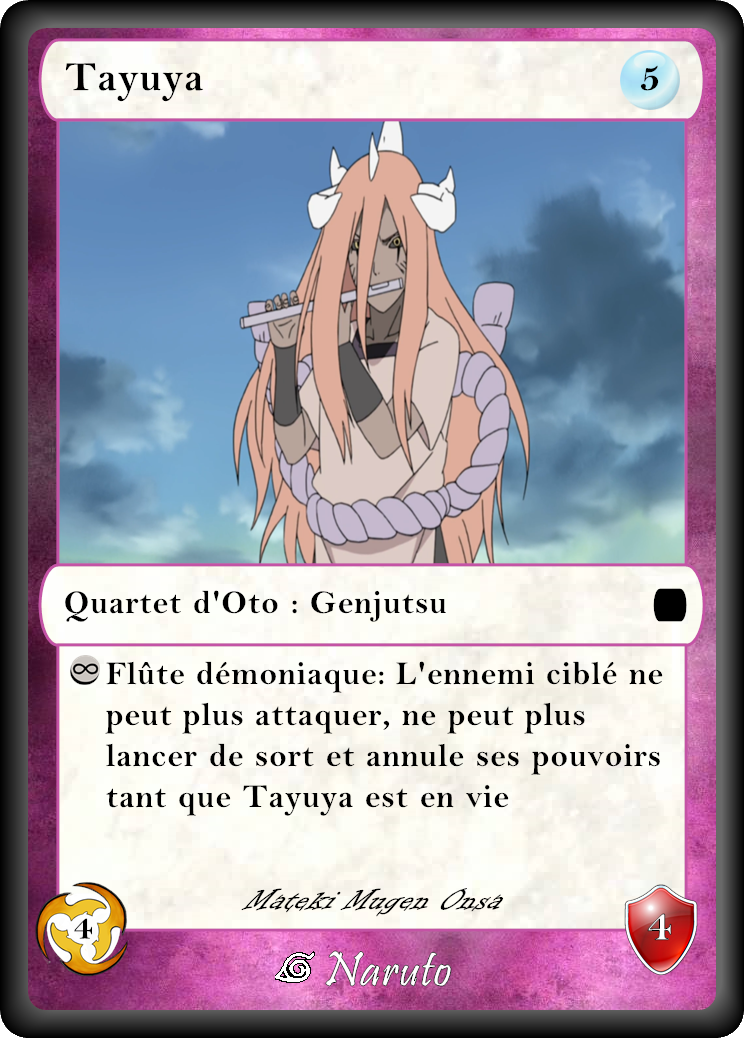 Tayuya
5
Quartet d'Oto : Genjutsu
Flûte démoniaque: L'ennemi ciblé ne
peut plus attaquer, ne peut plus
lancer de sort et annule ses pouvoirs
tant que Tayuya est en vie
Mateki Mugen Onsa
4
4
Naruto